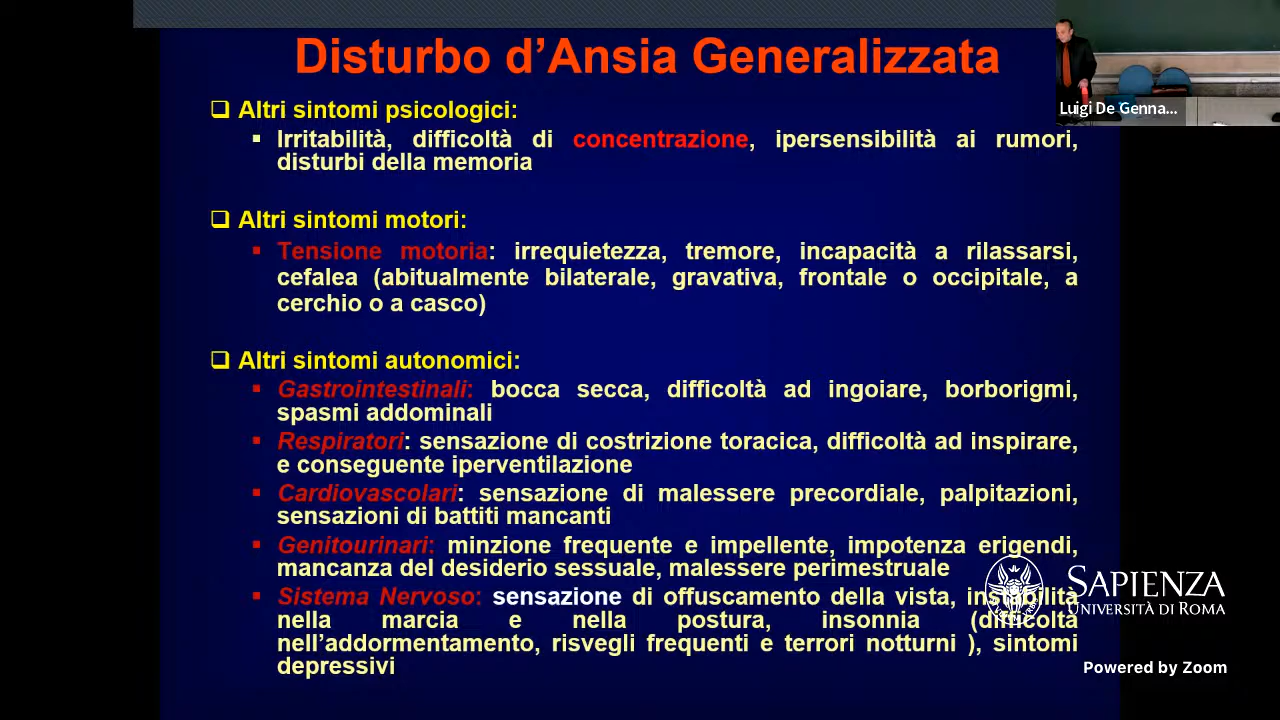 Disturbo d'Ansia Generalizzata
Luigi De Genna...
Altri sintomi psicologici:
Irritabilità, difficoltà di concentrazione, ipersensibilità ai rumori,
disturbi della memoria
Altri sintomi motori:
Tensione motoria: irrequietezza, tremore, incapacità a rilassarsi,
cefalea (abitualmente bilaterale, gravativa, frontale o occipitale, a
cerchio o a casco)
Altri sintomi autonomici:
Gastrointestinali: bocca secca, difficoltà ad ingoiare, borborigmi,
spasmi addominali
Respiratori: sensazione di costrizione toracica, difficoltà ad inspirare,
e conseguente iperventilazione
Cardiovascolari: sensazione di malessere precordiale, palpitazioni,
sensazioni di battiti mancanti
Genitourinari: minzione frequente e impellente, impotenza erigendi,
mancanza del desiderio sessuale, malessere perimestruale
Sistema Nervoso: sensazione di offuscamento della vista, instabilità
nella marcia e nella postura, insonnia (difficoltà
nell'addormentamento, risvegli frequenti e terrori notturni ), sintomi
depressivi
SAPIENZA
UNIVERSITÀ DI ROMA
Powered by Zoom